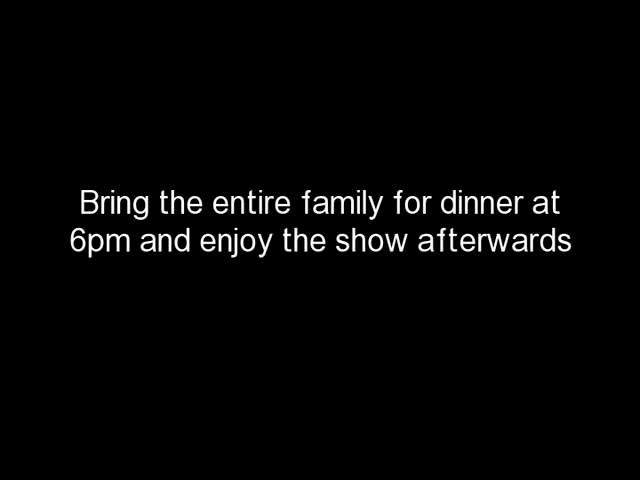 Bring the entire family for dinner at
6pm and enjoy the show afterwards